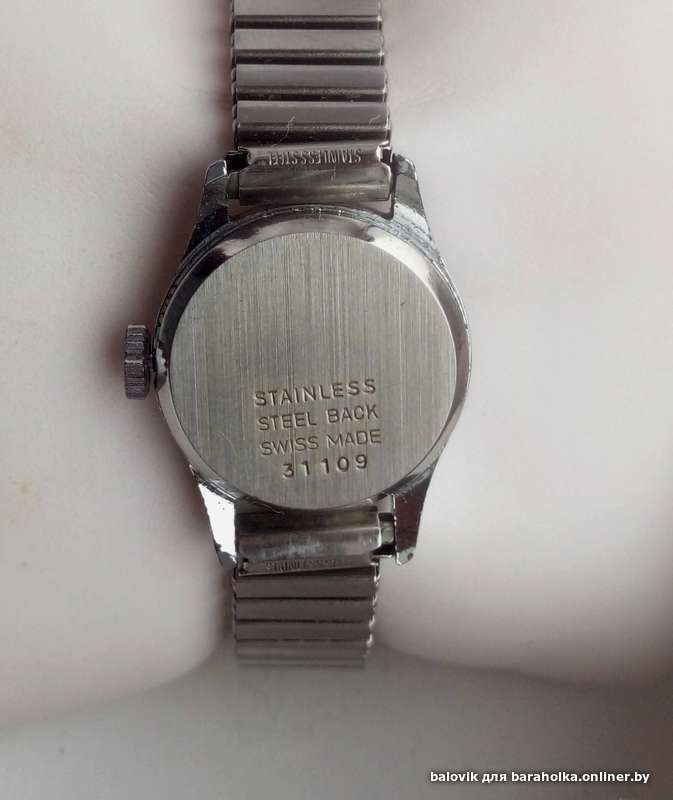 STAINLESS STEEL
STAINLESS
STEEL BACK
SWISS MADE
31109
balovik для baraholka.onliner.by